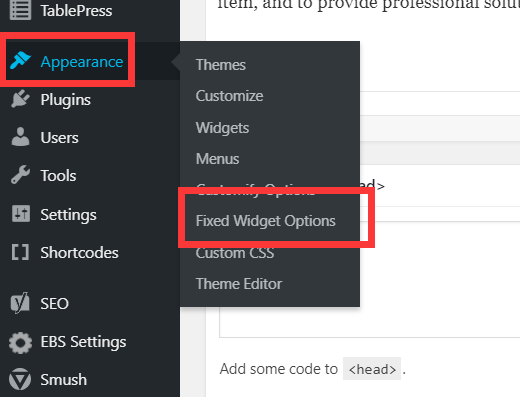 TablePress
item, and to provide professional solu
Appearance
Themes
Customize
Plugins
Widgets
Users
Menus
Tools
Customify Options
ed>
Settings
Fixed Widget Options
Shortcodes
Custom CSS
Theme Editor
SEO
EBS Settings
Add some code to <head>.
Smush